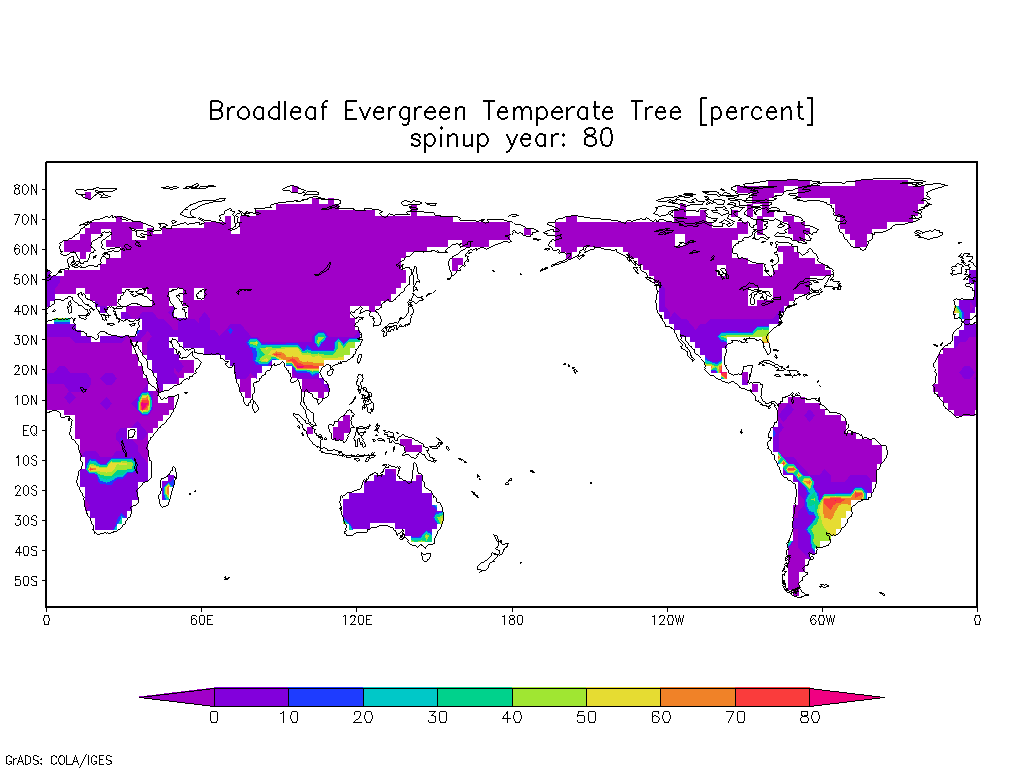 Broadleaf Evergreen Temperate Tree [percent]
spinup year: 80
80N
70N
60N
50N
40N
30N
20N
10N
EQ
10S
20S
30S
40S
50S
0 60E 120E 180 120W 60W 0
0 10 20 30 40 50 60 70 80
GrADS: COLA/IGES